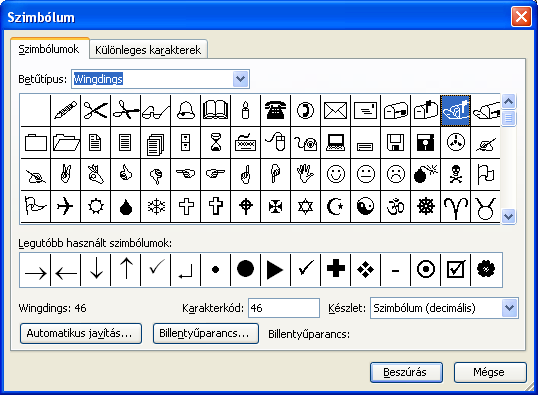 Szimbólum
Szimbólumok Különleges karakterek
Betűtípus: Wingdings
Legutóbb használt szimbólumok:
Wingdings: 46 Karakterkód: 46 Készlet: Szimbólum (decimális)
Automatikus javítás... Billentyűparancs... Billentyűparancs:
Beszúrás Mégse